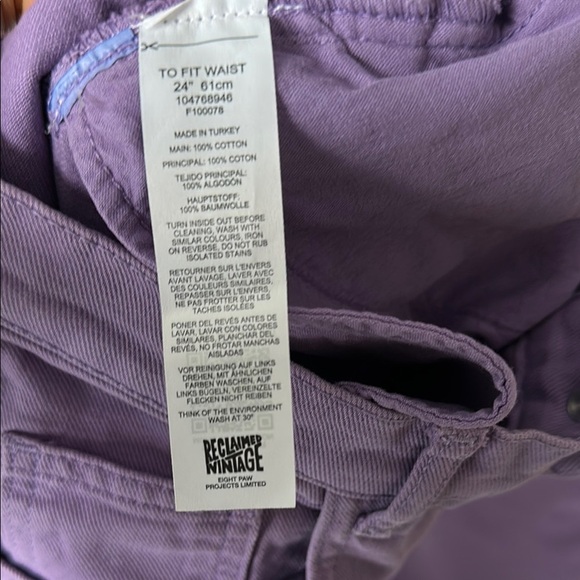 TO FIT WAIST
24" 61cm
104768946
F100078
MADE IN TURKEY
MAIN: 100% COTTON
PRINCIPAL: 100% COTON
TEJIDO PRINCIPAL:
100% ALGODÓN
HAUPTSTOFF:
100% BAUMWOLLE
TURN INSIDE OUT BEFORE
CLEANING, WASH WITH
SIMILAR COLOURS, IRON
ON REVERSE, DO NOT RUB
ISOLATED STAINS
RETOURNER SUR L'ENVERS
AVANT LAVAGE, LAVER AVEC
DES COULEURS SIMILAIRES,
REPASSER SUR L'ENVERS,
NE PAS FROTTER SUR LES
TACHES ISOLÉES
PONER DEL REVÉS ANTES DE
LAVAR, LAVAR CON COLORES
SIMILARES, PLANCHAR DEL
REVÉS, NO FROTAR MANCHAS
AISLADAS
VOR REINIGUNG AUF LINKS
DREHEN, MIT ÄHNLICHEN
FARBEN WASCHEN, AUF
LINKS BÜGELN, VEREINZELTE
FLECKEN NICHT REIBEN
THINK OF THE ENVIRONMENT
WASH AT 30°
RECLAIMED
VINTAGE
EIGHT PAW
PROJECTS LIMITED